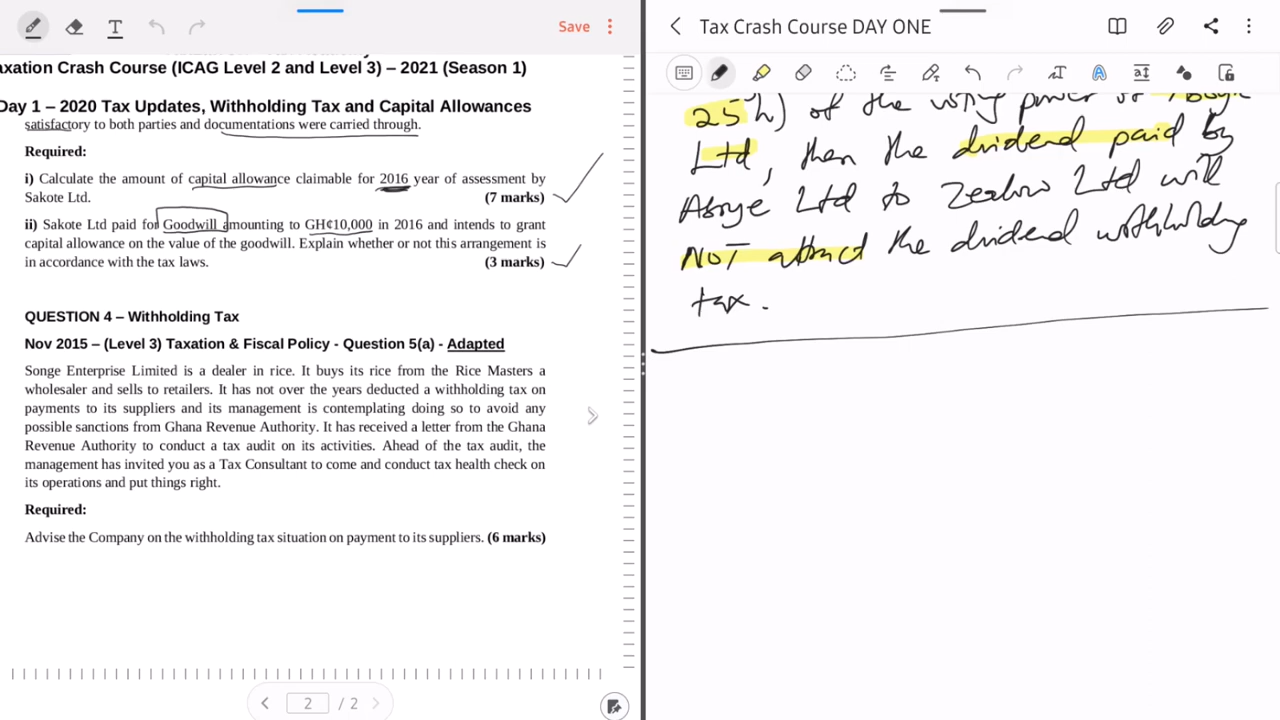 Save
axation Crash Course (ICAG Level 2 and Level 3) – 2021 (Season 1)
Day 1 – 2020 Tax Updates, Withholding Tax and Capital Allowances
satisfactory to both parties and documentations were carried through.
Required:
i) Calculate the amount of capital allowance claimable for 2016 year of assessment by
Sakote Ltd. (7 marks)
ii) Sakote Ltd paid for Goodwill amounting to GH¢10,000 in 2016 and intends to grant
capital allowance on the value of the goodwill. Explain whether or not this arrangement is
in accordance with the tax laws. (3 marks)
QUESTION 4 – Withholding Tax
Nov 2015 – (Level 3) Taxation & Fiscal Policy - Question 5(a) - Adapted
Songe Enterprise Limited is a dealer in rice. It buys its rice from the Rice Masters a
wholesaler and sells to retailers. It has not over the years deducted a withholding tax on
payments to its suppliers and its management is contemplating doing so to avoid any
possible sanctions from Ghana Revenue Authority. It has received a letter from the Ghana
Revenue Authority to conduct a tax audit on its activities. Ahead of the tax audit, the
management has invited you as a Tax Consultant to come and conduct tax health check on
its operations and put things right.
Required:
Advise the Company on the withholding tax situation on payment to its suppliers. (6 marks)
2 / 2
Tax Crash Course DAY ONE
of the voting power of
Ltd, then the dividend paid by
Ltd to Ltd will
NOT attract the dividend withholding
tax.